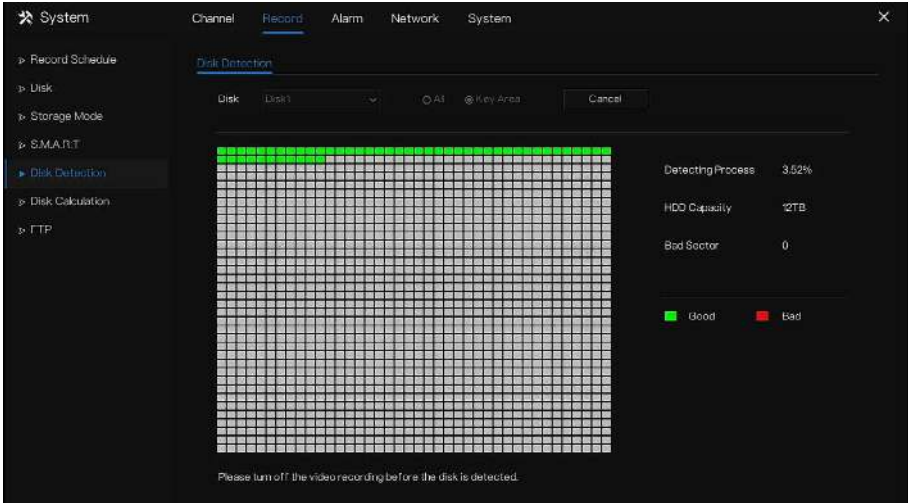 System
Channel Record Alarm Network System
Record Schedule
Disk
Storage Mode
S.M.A.R.T
Disk Detection
Disk Calculation
FTP
Disk Detection
Disk Disk1 All Key Area Cancel
Detecting Process 3.52%
HDD Capacity 12TB
Bad Sector 0
Good Bad
Please turn off the video recording before the disk is detected.